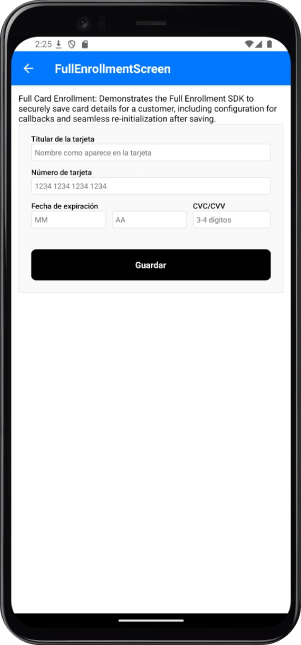 2:25
FullEnrollmentScreen
Full Card Enrollment: Demonstrates the Full Enrollment SDK to
securely save card details for a customer, including configuration for
callbacks and seamless re-initialization after saving.
Titular de la tarjeta
Nombre como aparece en la tarjeta
Número de tarjeta
1234 1234 1234 1234
Fecha de expiración CVC/CVV
MM AA 3-4 dígitos
Guardar